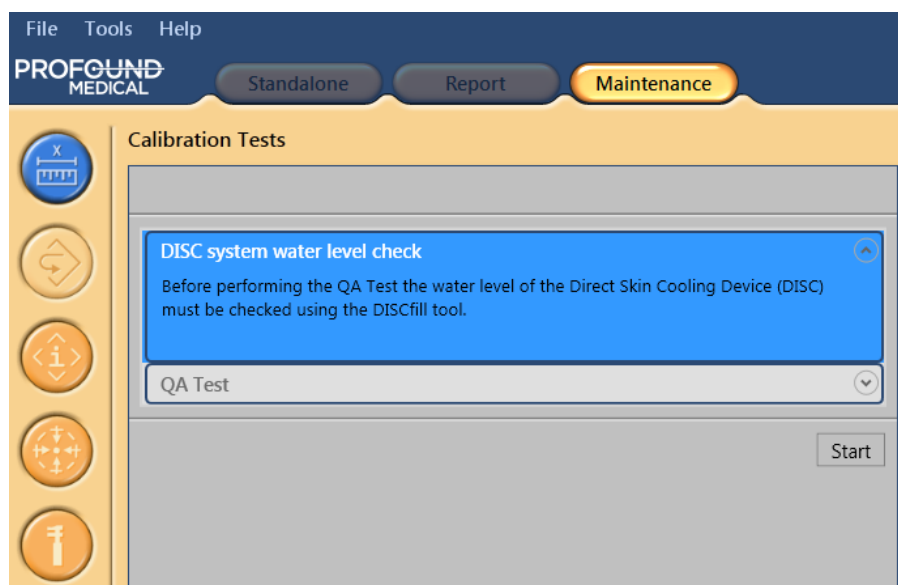 File Tools Help
PROFOUND
MEDICAL
Standalone Report Maintenance
Calibration Tests
X
DISC system water level check
Before performing the QA Test the water level of the Direct Skin Cooling Device (DISC)
must be checked using the DISCfill tool.
i
QA Test
Start